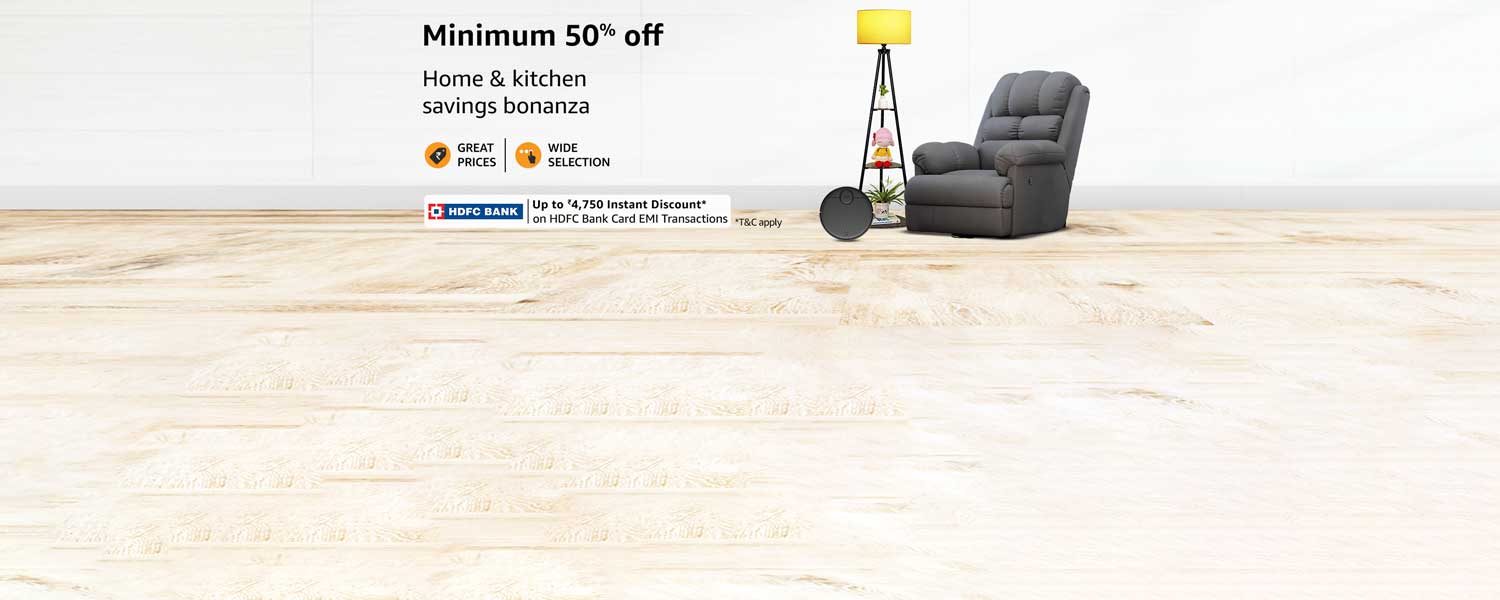 Minimum 50% off
Home & kitchen
savings bonanza
GREAT
PRICES
WIDE
SELECTION
HDFC BANK
Up to ₹4,750 Instant Discount*
on HDFC Bank Card EMI Transactions
*T&C apply